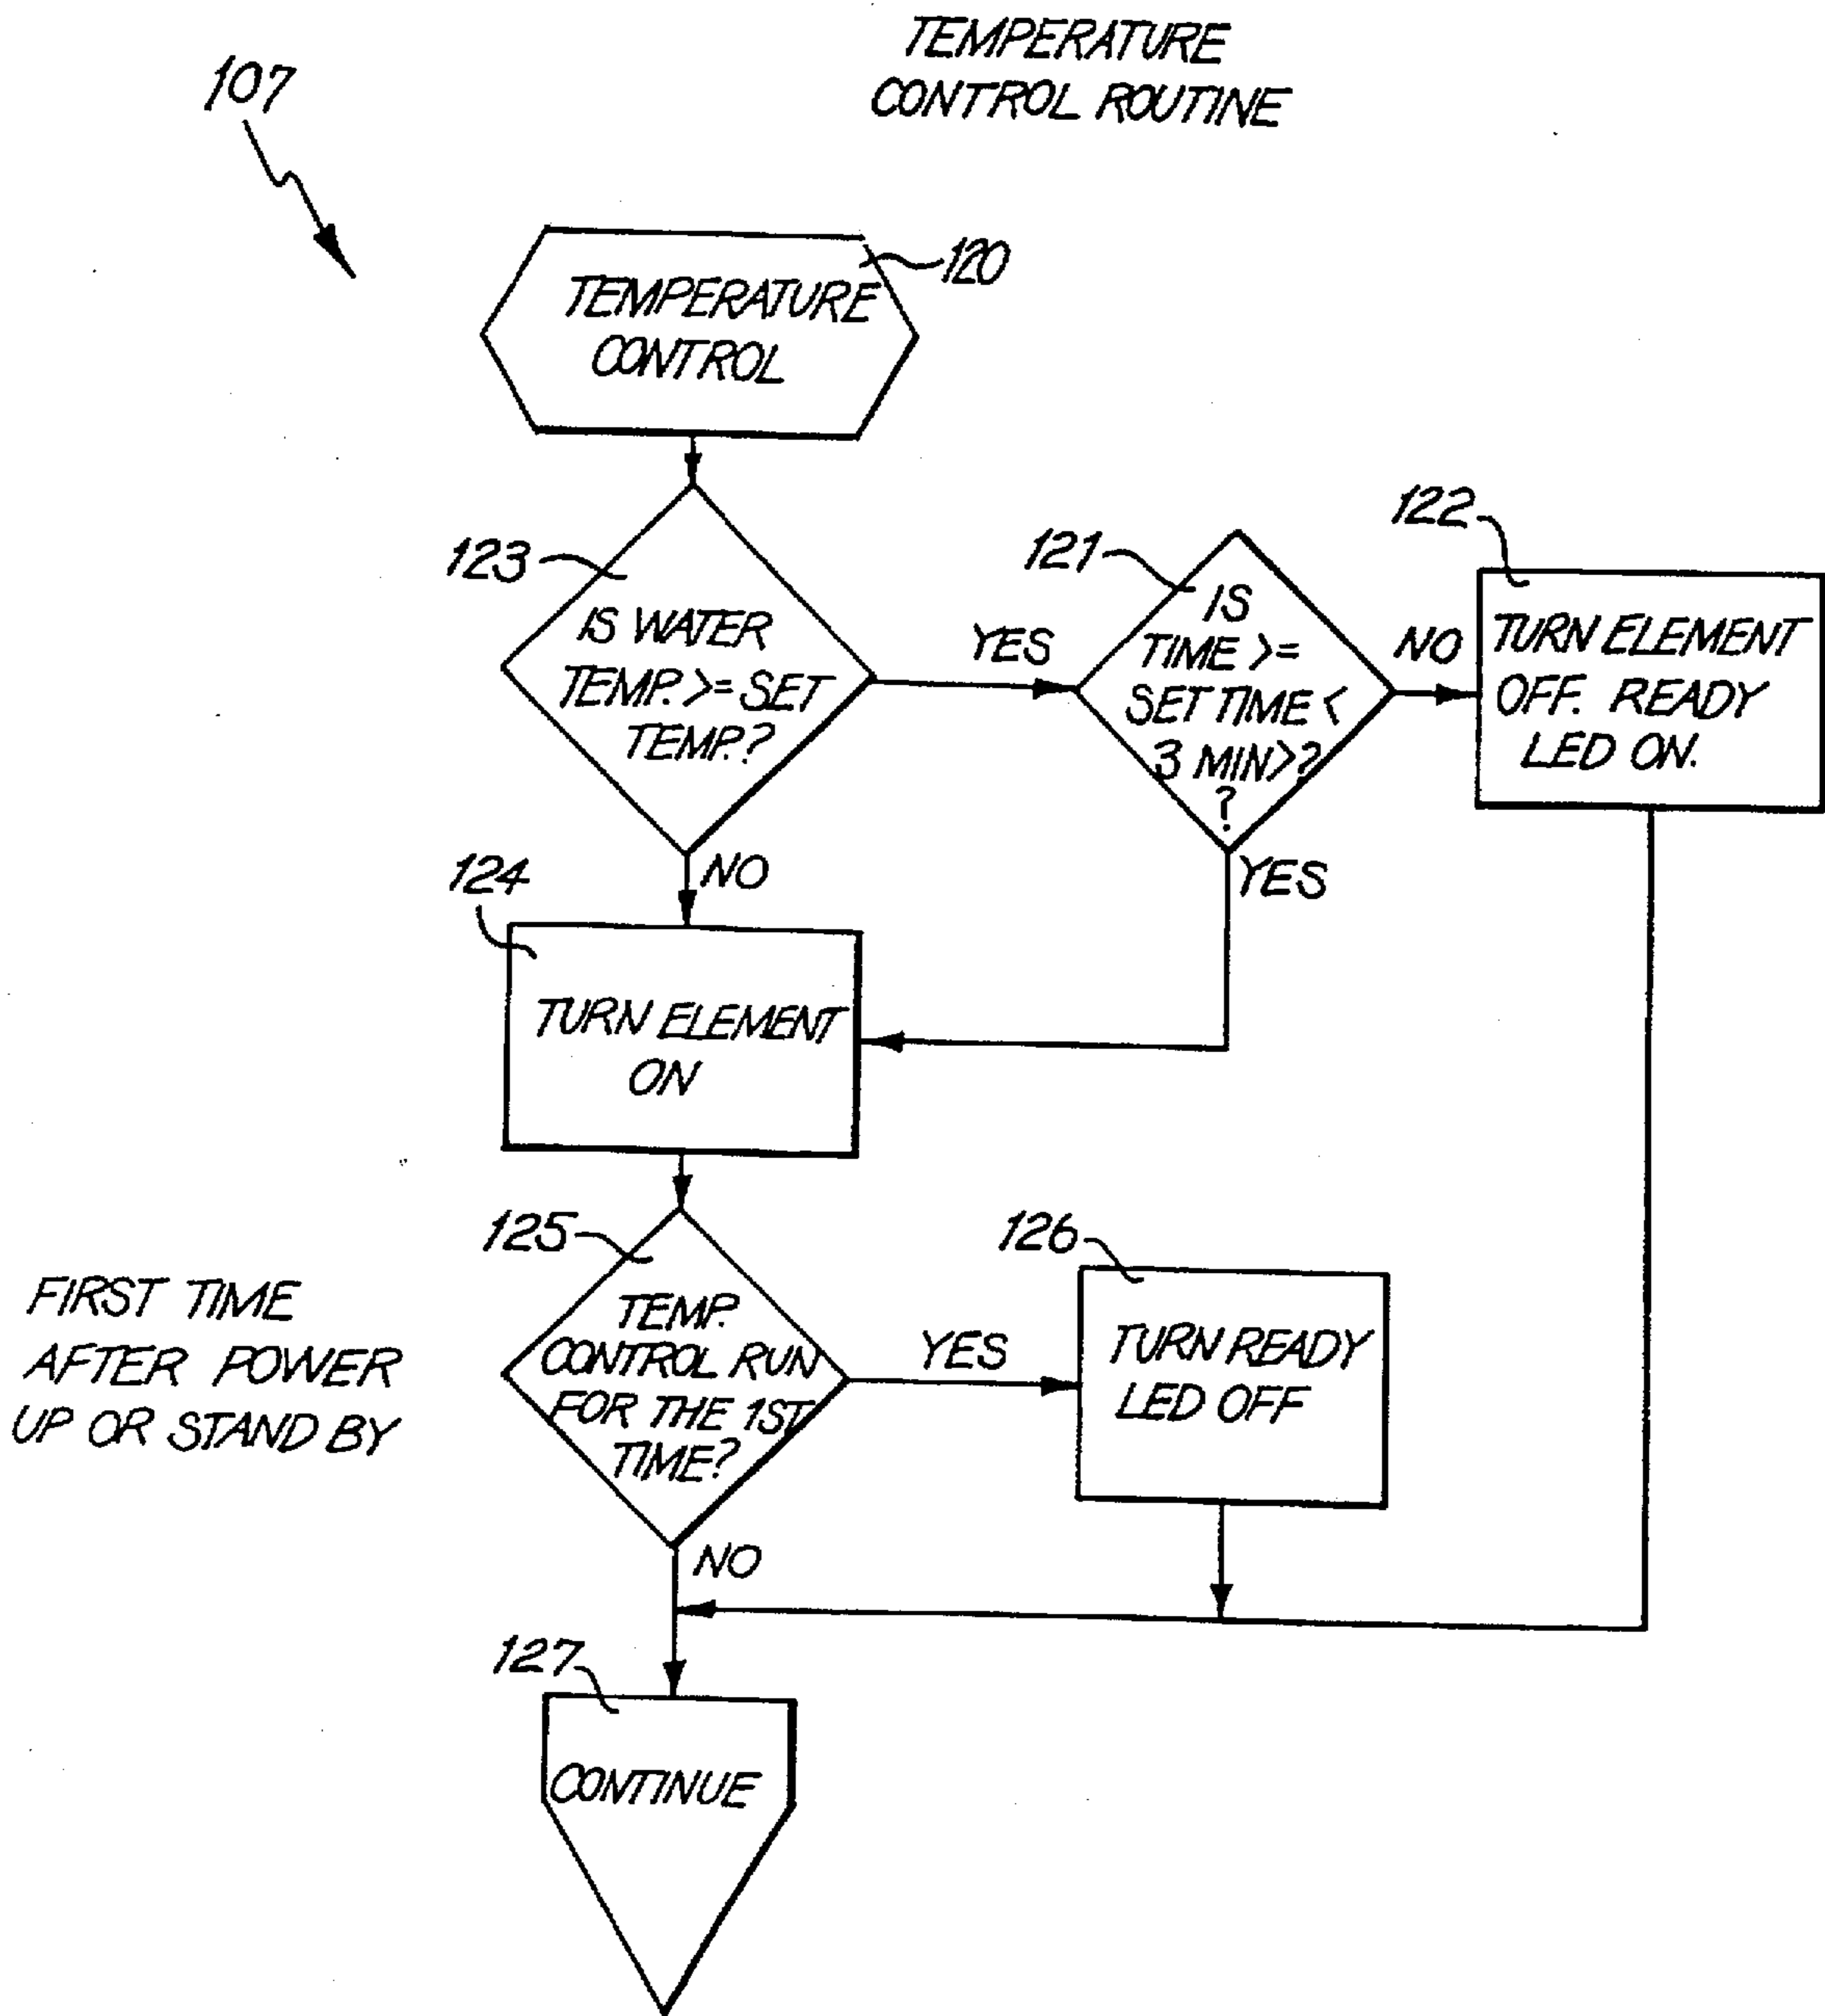 TEMPERATURE
CONTROL ROUTINE
107
120
TEMPERATURE
CONTROL
123
IS WATER
TEMP. >= SET
TEMP.?
YES
NO
121
IS
TIME >=
SET TIME <
3 MIN>?
?
NO
YES
122
TURN ELEMENT
OFF. READY
LED ON.
124
TURN ELEMENT
ON
125
TEMP.
CONTROL RUN
FOR THE 1ST
TIME?
YES
NO
FIRST TIME
AFTER POWER
UP OR STAND BY
126
TURN READY
LED OFF
127
CONTINUE